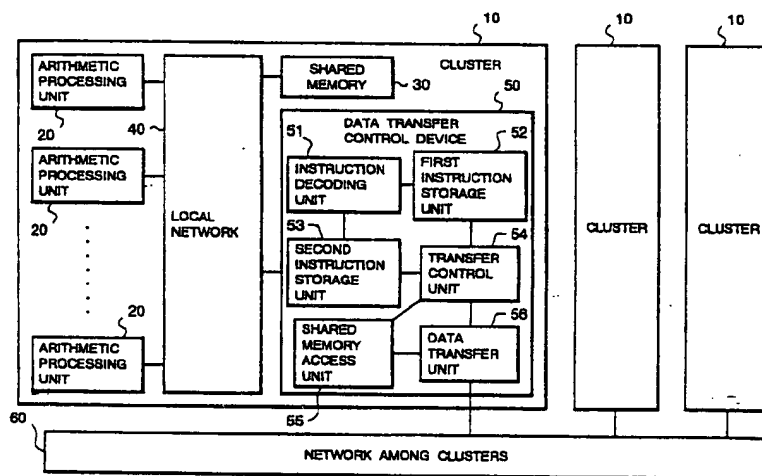 10
10
10
ARITHMETIC
PROCESSING
UNIT
20
40
SHARED
MEMORY
30
CLUSTER
50
DATA TRANSFER
CONTROL DEVICE
51
52
INSTRUCTION
DECODING
UNIT
FIRST
INSTRUCTION
STORAGE
UNIT
ARITHMETIC
PROCESSING
UNIT
20
LOCAL
NETWORK
53
54
SECOND
INSTRUCTION
STORAGE
UNIT
TRANSFER
CONTROL
UNIT
CLUSTER
CLUSTER
20
56
ARITHMETIC
PROCESSING
UNIT
SHARED
MEMORY
ACCESS
UNIT
DATA
TRANSFER
UNIT
55
60
NETWORK AMONG CLUSTERS